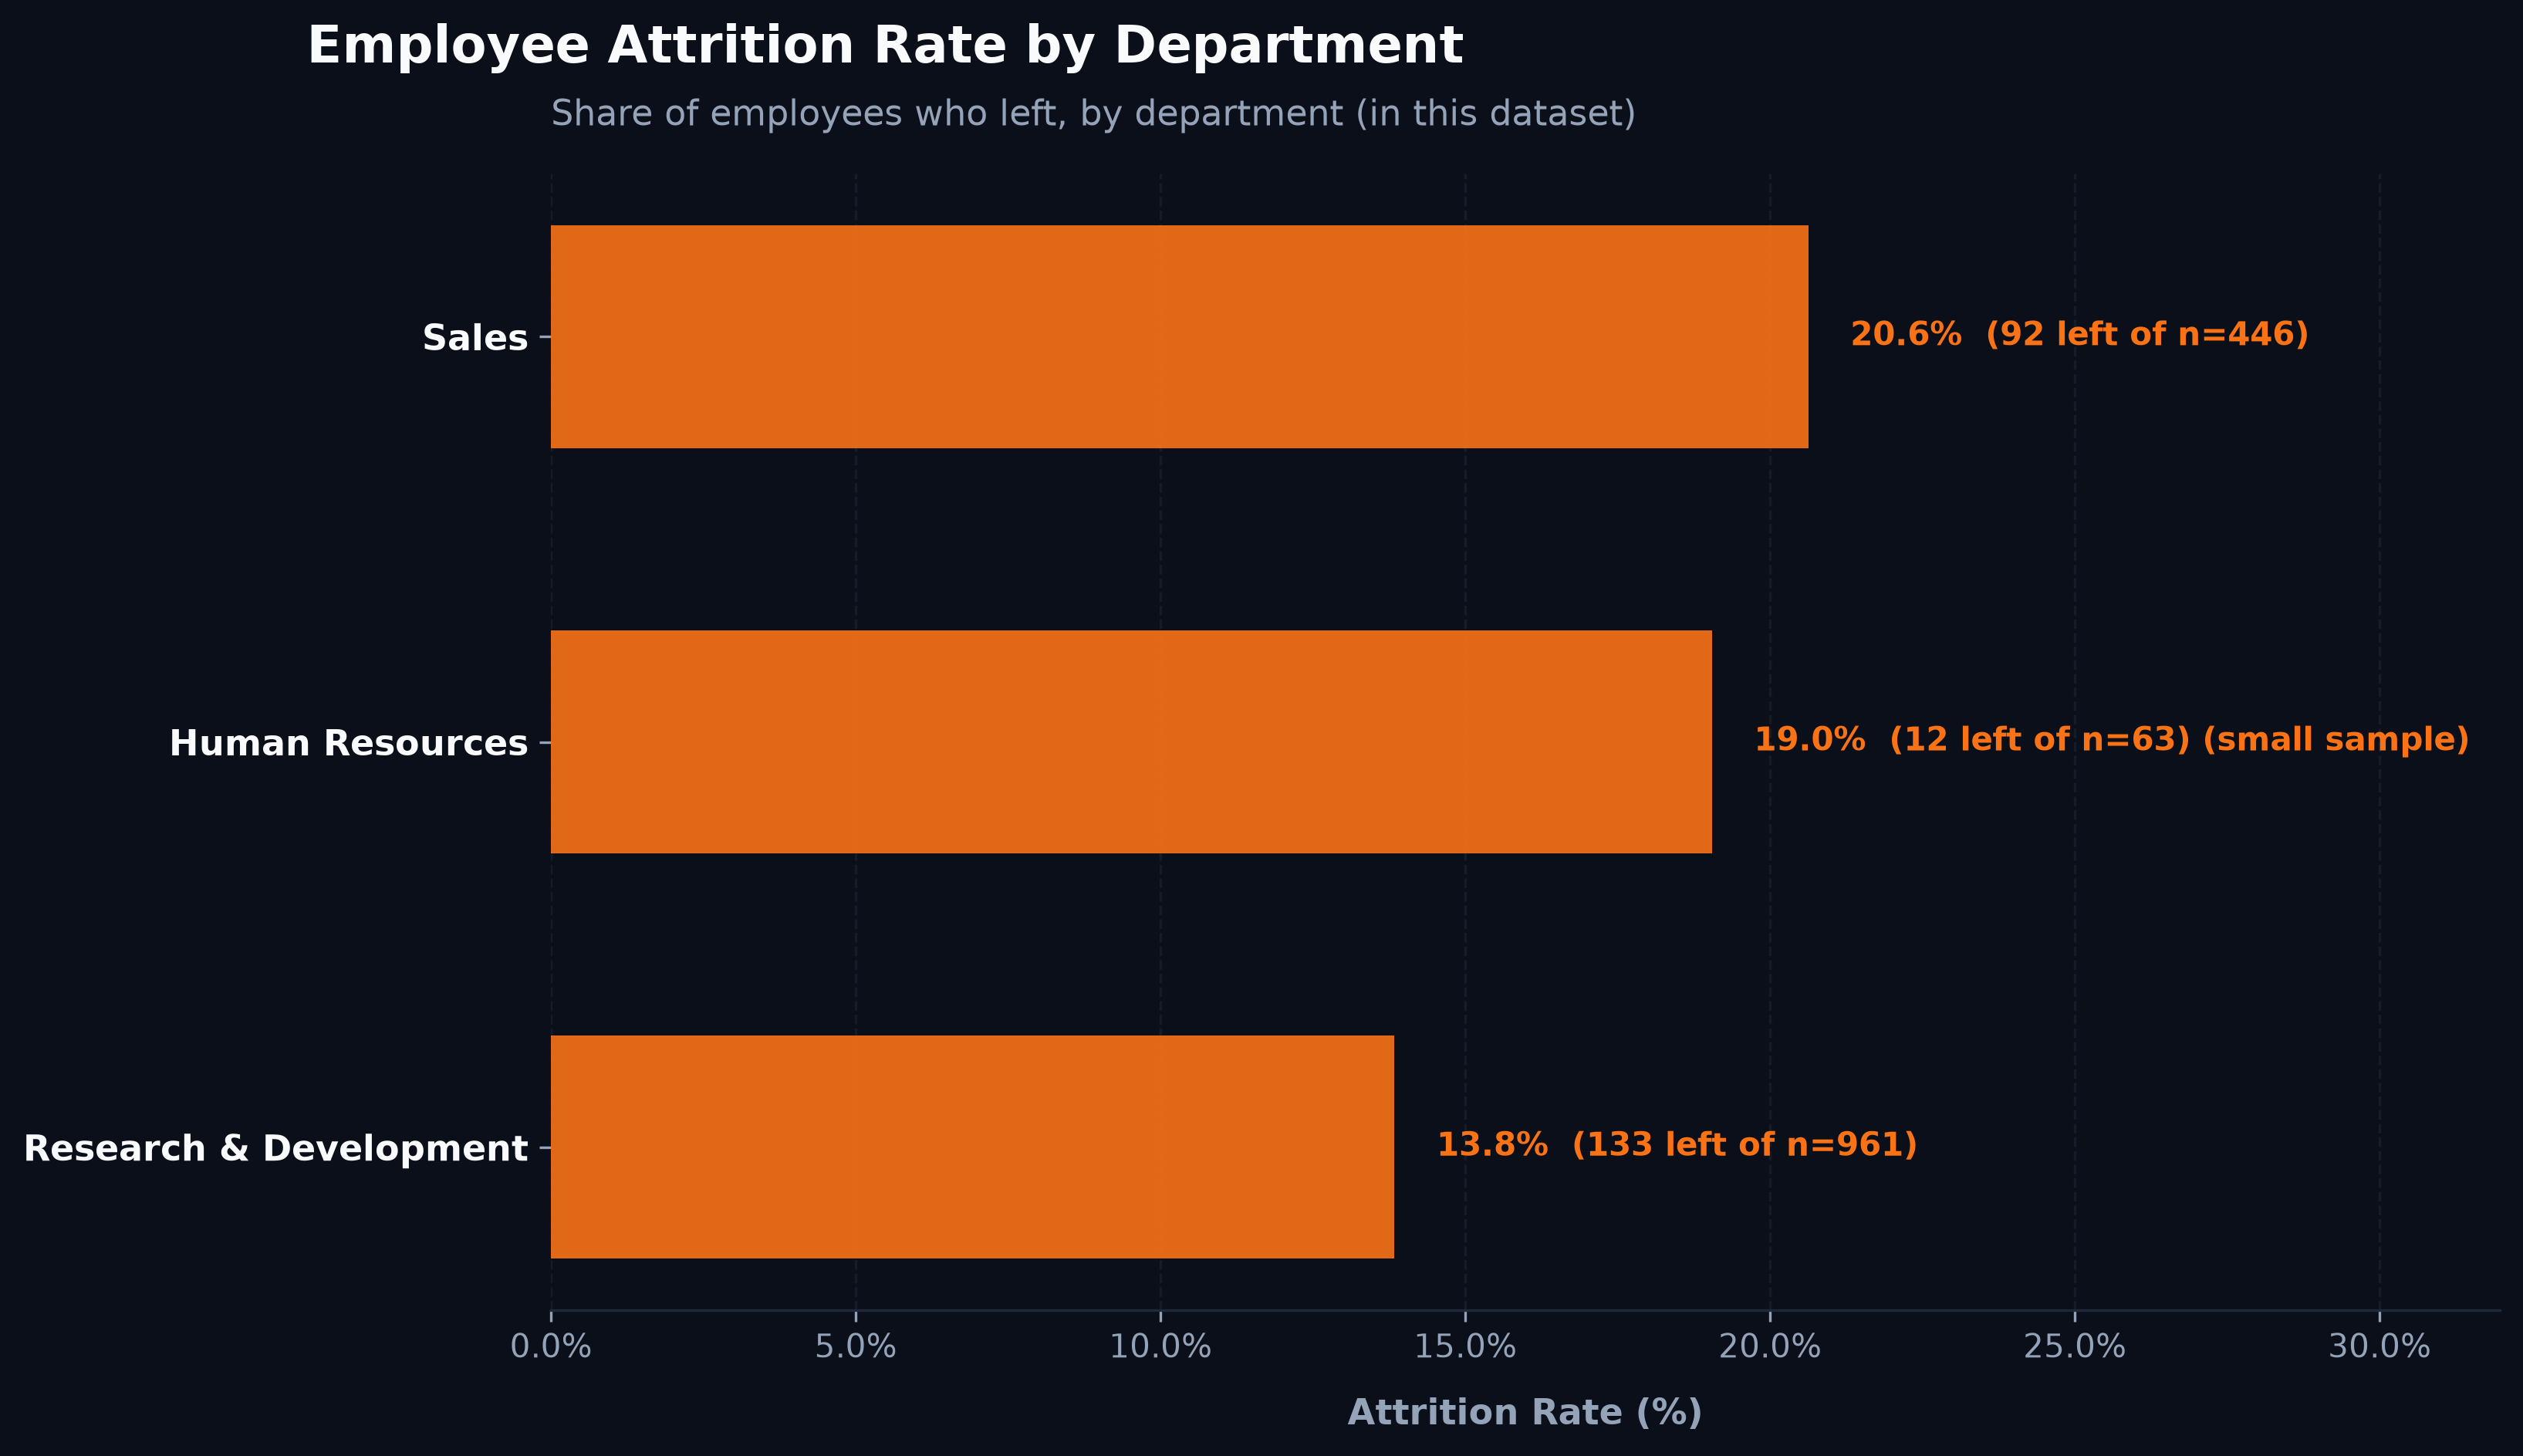 Employee Attrition Rate by Department
Share of employees who left, by department (in this dataset)
Sales
20.6%  (92 left of n=446)
Human Resources
19.0%  (12 left of n=63) (small sample)
Research & Development
13.8%  (133 left of n=961)
0.0% 5.0% 10.0% 15.0% 20.0% 25.0% 30.0%
Attrition Rate (%)